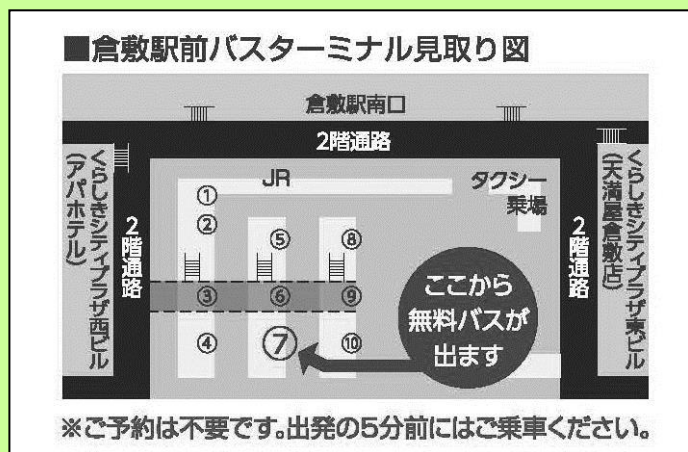 ■倉敷駅前バスターミナル見取り図
倉敷駅南口
2階通路
くらしきシティプラザ西ビル
(アパホテル)
2階通路
JR
タクシー
乗場
2階通路
くらしきシティプラザ東ビル
(天満屋倉敷店)
①
②
③
④
⑤
⑥
⑦
⑧
⑨
⑩
ここから
無料バスが
出ます
※ご予約は不要です。出発の5分前にはご乗車ください。